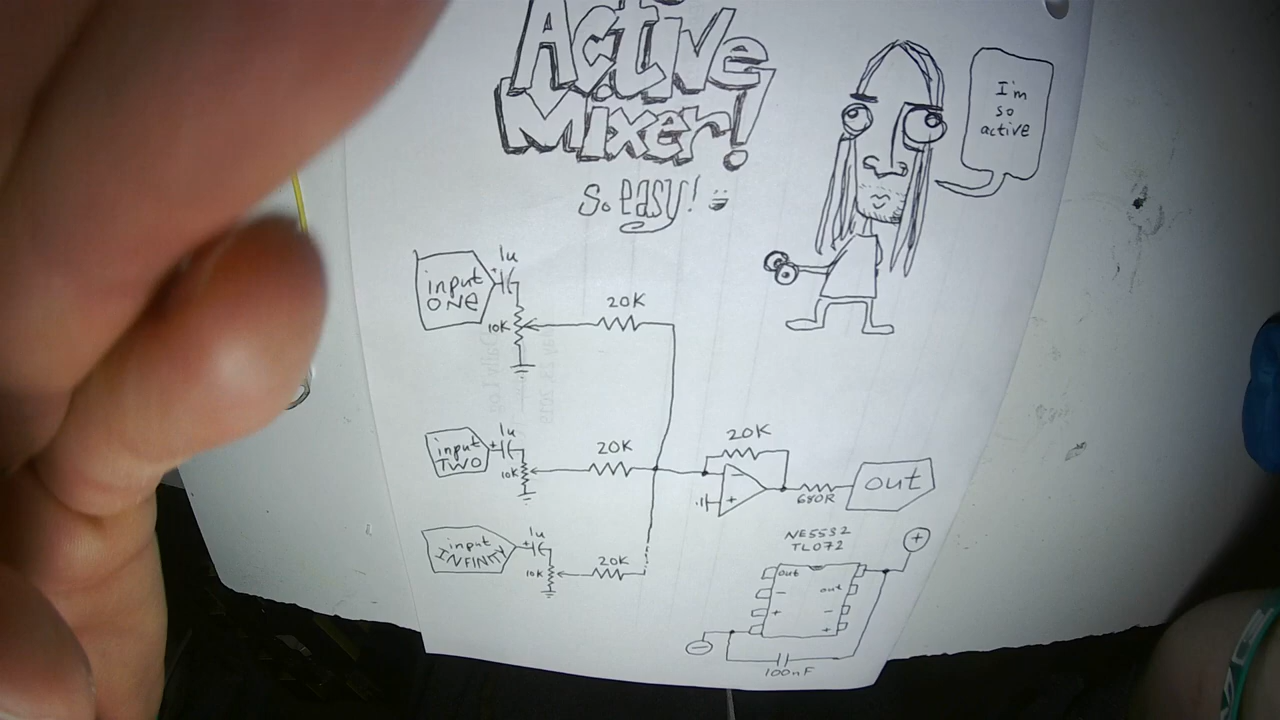 Active
Mixer!
So easy!
I'm
so
active
1u
input
ONE
10K
20K
1u
input
TWO
10K
20K
20K
-
+
680R
out
1u
input
INFINITY
10K
20K
NE5532
TL072
+
out
-
out
+
-
+
-
100nF